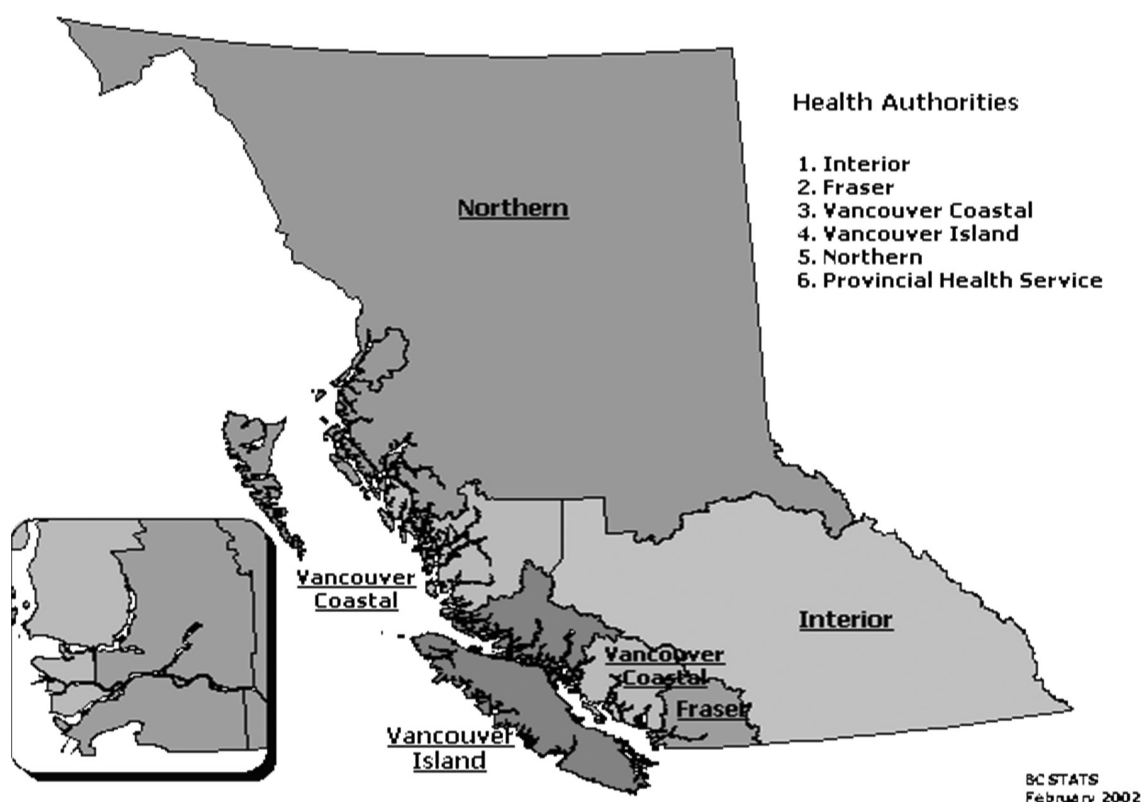 Health Authorities
1. Interior
2. Fraser
3. Vancouver Coastal
4. Vancouver Island
5. Northern
6. Provincial Health Service
Northern
Vancouver
Coastal
Interior
Vancouver
Coastal
Fraser
Vancouver
Island
BC STATS
February 2002